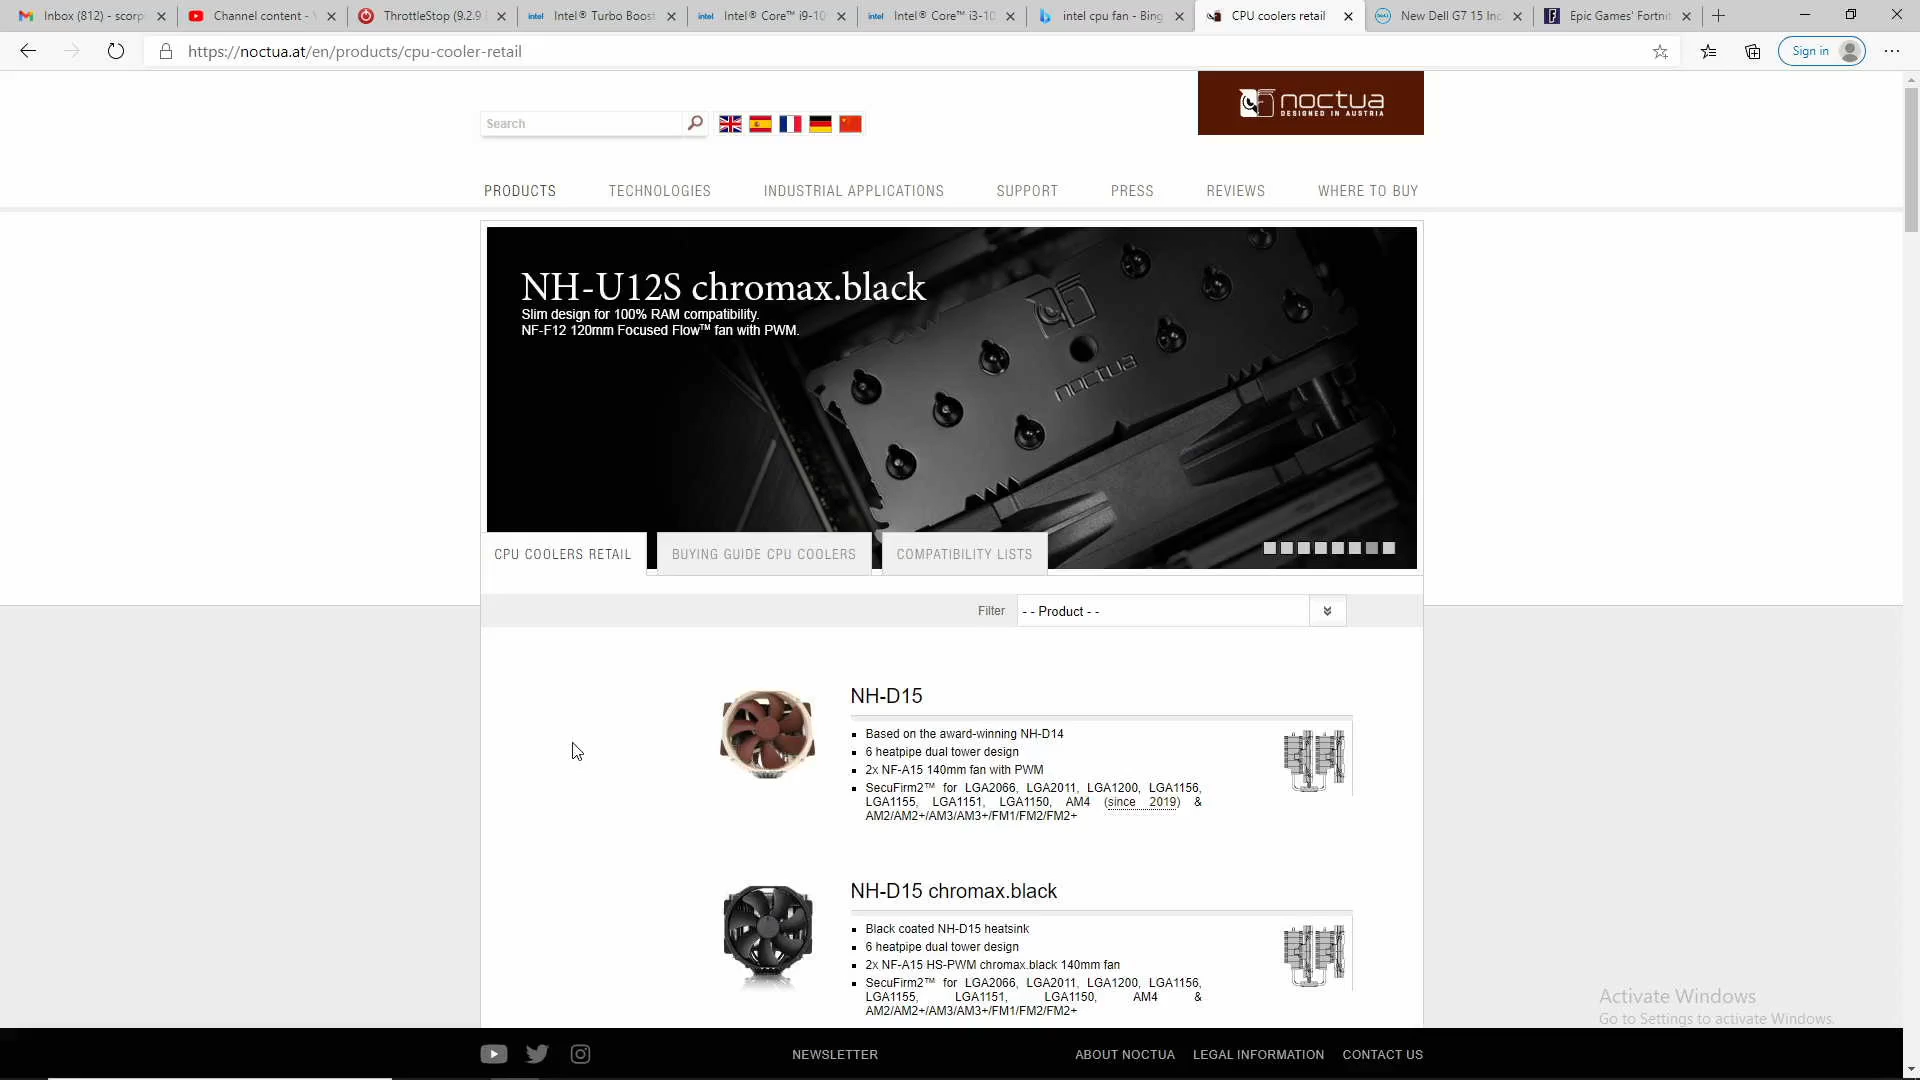 Inbox (812) - scorp
Channel content -
ThrottleStop (9.2.9
intel Intel® Turbo Boost
intel Intel® Core™ i9-10
intel Intel® Core™ i3-10
intel cpu fan - Bing
CPU coolers retail
DELL New Dell G7 15 Inc
Epic Games' Fortnit
https://noctua.at/en/products/cpu-cooler-retail
Sign in
Search
noctua
DESIGNED IN AUSTRIA
PRODUCTS
TECHNOLOGIES
INDUSTRIAL APPLICATIONS
SUPPORT
PRESS
REVIEWS
WHERE TO BUY
NH-U12S chromax.black
Slim design for 100% RAM compatibility.
NF-F12 120mm Focused Flow™ fan with PWM.
noctua
CPU COOLERS RETAIL
BUYING GUIDE CPU COOLERS
COMPATIBILITY LISTS
Filter
- - Product - -
NH-D15
Based on the award-winning NH-D14
6 heatpipe dual tower design
2x NF-A15 140mm fan with PWM
SecuFirm2™ for LGA2066, LGA2011, LGA1200, LGA1156,
LGA1155, LGA1151, LGA1150, AM4 (since 2019) &
AM2/AM2+/AM3/AM3+/FM1/FM2/FM2+
NH-D15 chromax.black
Black coated NH-D15 heatsink
6 heatpipe dual tower design
2x NF-A15 HS-PWM chromax.black 140mm fan
SecuFirm2™ for LGA2066, LGA2011, LGA1200, LGA1156,
LGA1155, LGA1151, LGA1150, AM4 &
AM2/AM2+/AM3/AM3+/FM1/FM2/FM2+
Activate Windows
Go to Settings to activate Windows.
NEWSLETTER
ABOUT NOCTUA
LEGAL INFORMATION
CONTACT US